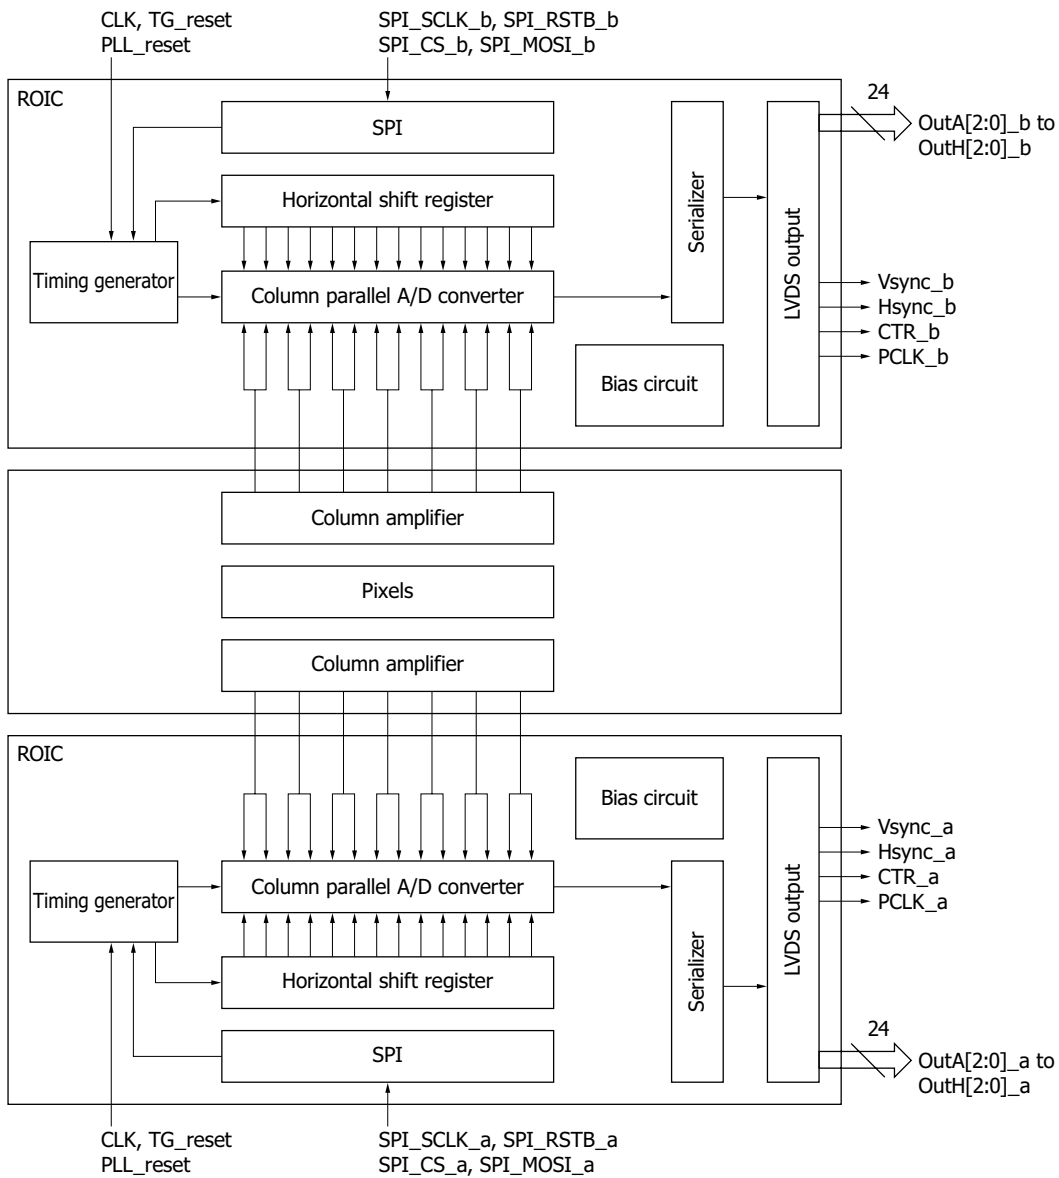 CLK, TG_reset
PLL_reset
SPI_SCLK_b, SPI_RSTB_b
SPI_CS_b, SPI_MOSI_b
ROIC
SPI
Horizontal shift register
Timing generator
Column parallel A/D converter
Serializer
LVDS output
Bias circuit
24
OutA[2:0]_b to
OutH[2:0]_b
Vsync_b
Hsync_b
CTR_b
PCLK_b
Column amplifier
Pixels
Column amplifier
ROIC
Bias circuit
Timing generator
Column parallel A/D converter
Horizontal shift register
SPI
Serializer
LVDS output
Vsync_a
Hsync_a
CTR_a
PCLK_a
24
OutA[2:0]_a to
OutH[2:0]_a
CLK, TG_reset
PLL_reset
SPI_SCLK_a, SPI_RSTB_a
SPI_CS_a, SPI_MOSI_a